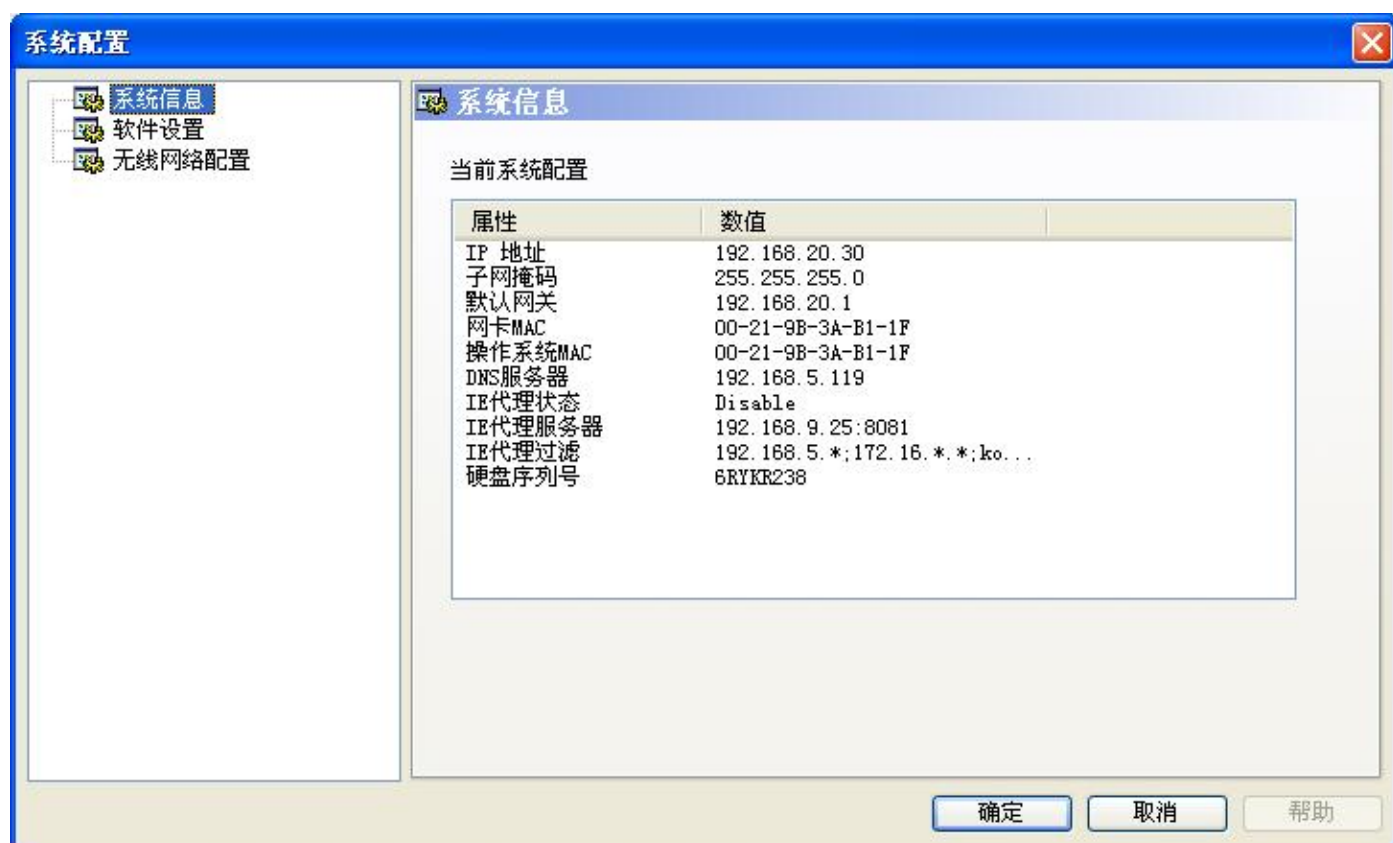 系统配置
系统信息
软件设置
无线网络配置
系统信息
当前系统配置
属性 数值
IP 地址 192.168.20.30
子网掩码 255.255.255.0
默认网关 192.168.20.1
网卡MAC 00-21-9B-3A-B1-1F
操作系统MAC 00-21-9B-3A-B1-1F
DNS服务器 192.168.5.119
IE代理状态 Disable
IE代理服务器 192.168.9.25:8081
IE代理过滤 192.168.5.*;172.16.*.*;ko...
硬盘序列号 6RYKR238
确定 取消 帮助